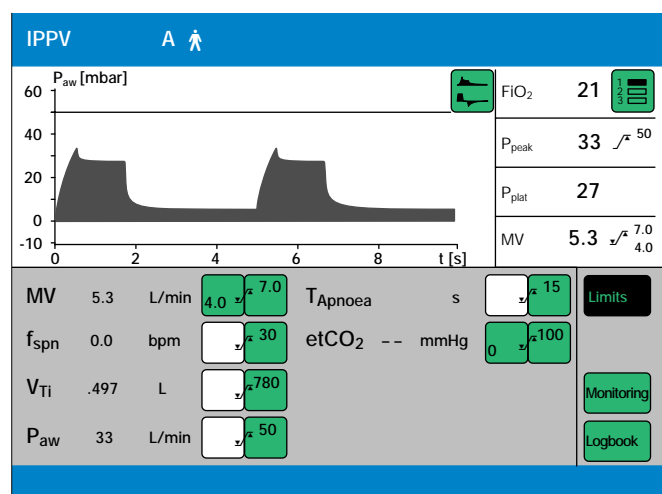 IPPV A
Paw [mbar]
60
40
20
0
-10
0 2 4 6 8 t [s]
FiO2 21 1 2 3
Ppeak 33 50
Pplat 27
MV 5.3 7.0 4.0
MV 5.3 L/min 4.0 7.0
TApnoea s 15
Limits
fspn 0.0 bpm 30
etCO2 -- mmHg 0 100
VTi .497 L 780
Monitoring
Paw 33 L/min 50
Logbook